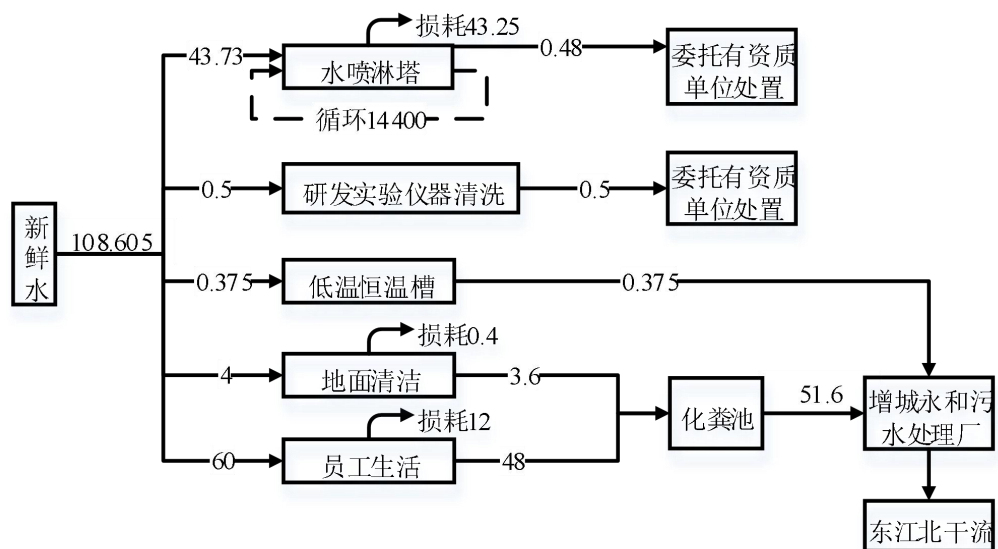 损耗43.25
43.73
水喷淋塔
0.48
委托有资质
单位处置
循环14400
0.5
研发实验仪器清洗
0.5
委托有资质
单位处置
新
鲜
水
108.605
0.375
低温恒温槽
0.375
损耗0.4
4
地面清洁
3.6
损耗12
60
员工生活
48
化粪池
51.6
增城永和污
水处理厂
东江北干流